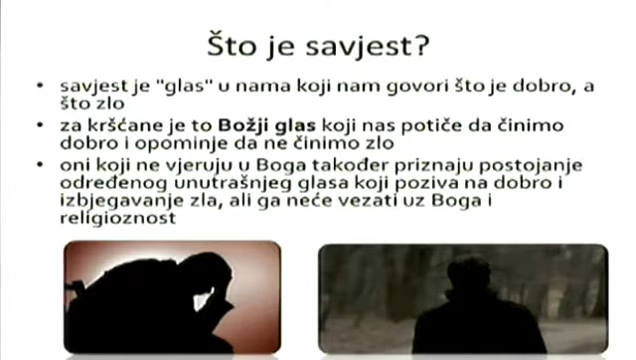 Što je savjest?
• savjest je "glas" u nama koji nam govori što je dobro, a
što zlo
• za kršćane je to Božji glas koji nas potiče da činimo
dobro i opominje da ne činimo zlo
• oni koji ne vjeruju u Boga također priznaju postojanje
određenog unutrašnjeg glasa koji poziva na dobro i
izbjegavanje zla, ali ga neće vezati uz Boga i
religioznost